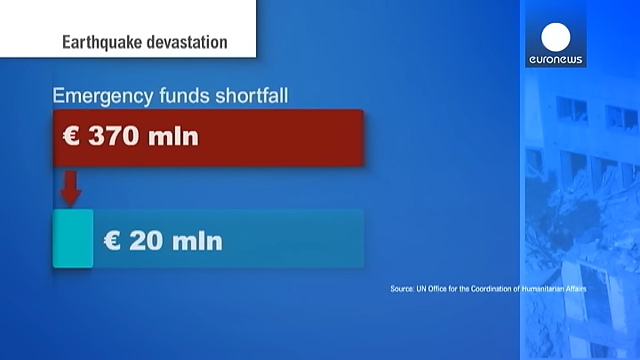 Earthquake devastation
euronews
Emergency funds shortfall
€ 370 mln
€ 20 mln
Source: UN Office for the Coordination of Humanitarian Affairs